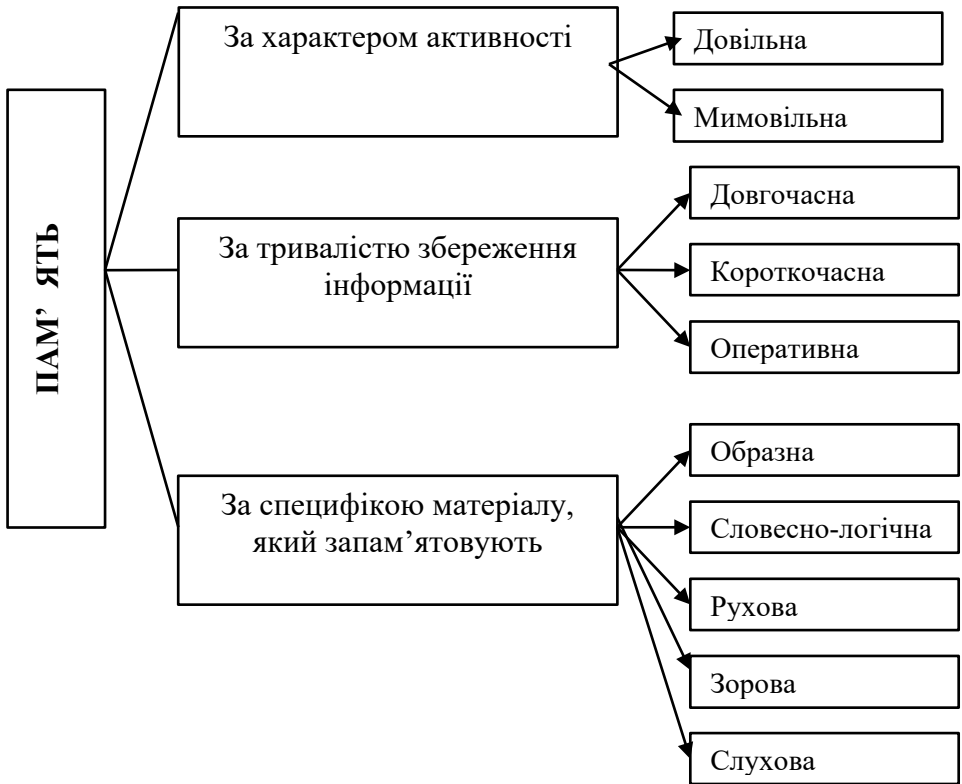 ПАМ’ ЯТЬ
За характером активності
Довільна
Мимовільна
За тривалістю збереження
інформації
Довгочасна
Короткочасна
Оперативна
За специфікою матеріалу,
який запам’ятовують
Образна
Словесно-логічна
Рухова
Зорова
Слухова